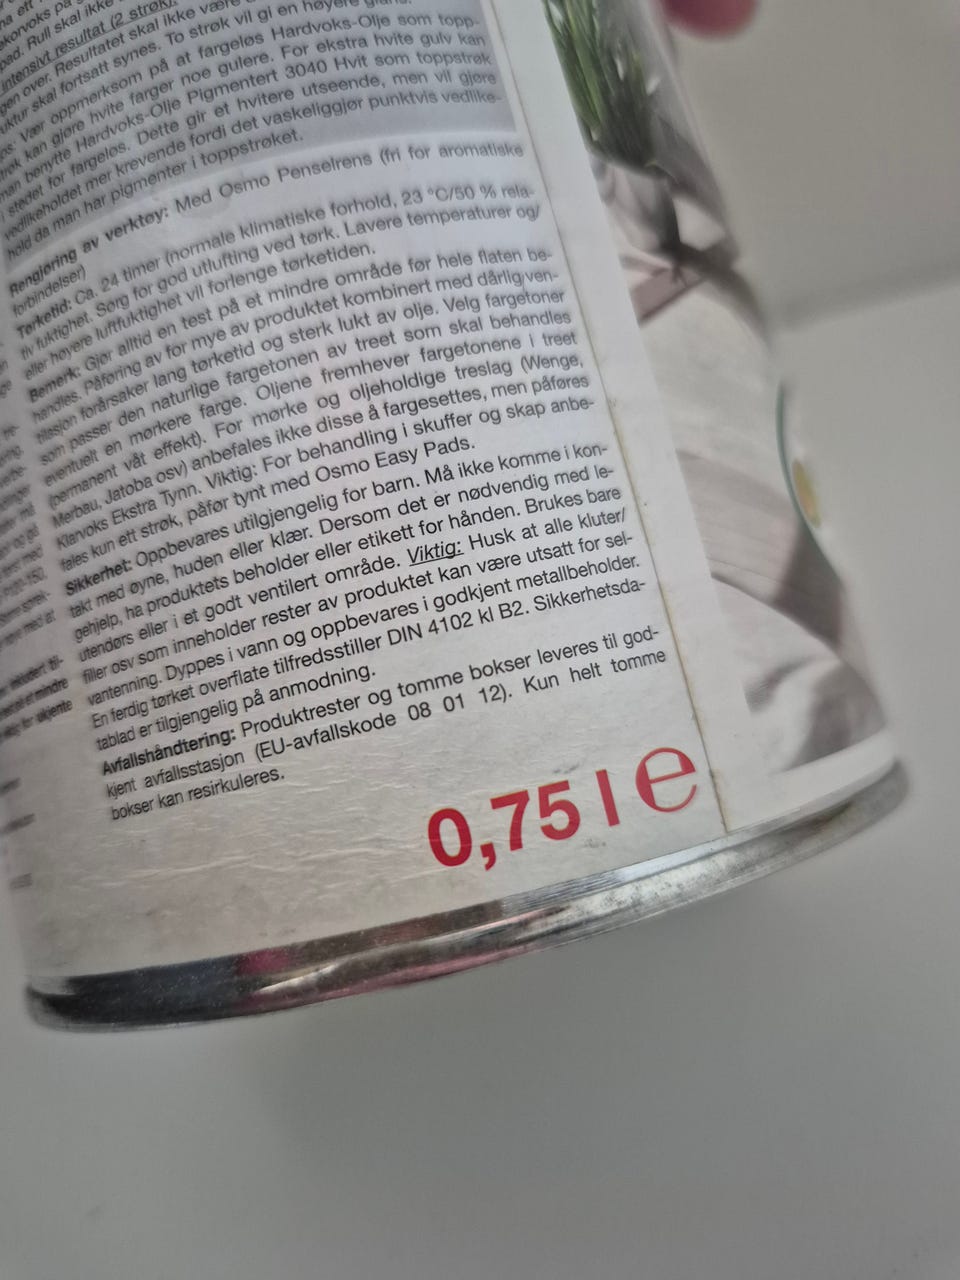 intensivt resultat (2 strøk).
gen over. Resultatet skal ikke være
uktur skal fortsatt synes. To strøk vil gi en høyere glans.
ps: Vær oppmerksom på at fargeløs Hardvoks-Olje som topp-
strøk kan gjøre hvite farger noe gulere. For ekstra hvite gulv kan
man benytte Hardvoks-Olje Pigmentert 3040 Hvit som toppstrøk
i stedet for fargeløs. Dette gir et hvitere utseende, men vil gjøre
vedlikeholdet mer krevende fordi det vaskeliggjør punktvis vedlike-
hold da man har pigmenter i toppstrøket.
Rengjøring av verktøy: Med Osmo Penselrens (fri for aromatiske
forbindelser)
Tørketid: Ca. 24 timer (normale klimatiske forhold, 23 °C/50 % rela-
tiv fuktighet. Sørg for god utlufting ved tørk. Lavere temperaturer og/
eller høyere luftfuktighet vil forlenge tørketiden.
Bemerk: Gjør alltid en test på et mindre område før hele flaten be-
handles. Påføring av for mye av produktet kombinert med dårlig ven-
tilasjon forårsaker lang tørketid og sterk lukt av olje. Velg fargetoner
som passer den naturlige fargetonen av treet som skal behandles
eventuelt en mørkere farge. Oljene fremhever fargetonene i treet
(permanent våt effekt). For mørke og oljeholdige treslag (Wenge,
Merbau, Jatoba osv) anbefales ikke disse å fargesettes, men påføres
Klarvoks Ekstra Tynn. Viktig: For behandling i skuffer og skap anbe-
fales kun ett strøk, påfør tynt med Osmo Easy Pads.
Sikkerhet: Oppbevares utilgjengelig for barn. Må ikke komme i kon-
takt med øyne, huden eller klær. Dersom det er nødvendig med le-
gehjelp, ha produktets beholder eller etikett for hånden. Brukes bare
utendørs eller i et godt ventilert område. Viktig: Husk at alle kluter/
filler osv som inneholder rester av produktet kan være utsatt for sel-
vantenning. Dyppes i vann og oppbevares i godkjent metallbeholder.
En ferdig tørket overflate tilfredsstiller DIN 4102 kl B2. Sikkerhetsda-
tablad er tilgjengelig på anmodning.
Avfallshåndtering: Produktrester og tomme bokser leveres til god-
kjent avfallsstasjon (EU-avfallskode 08 01 12). Kun helt tomme
bokser kan resirkuleres.
0,75 l ℮